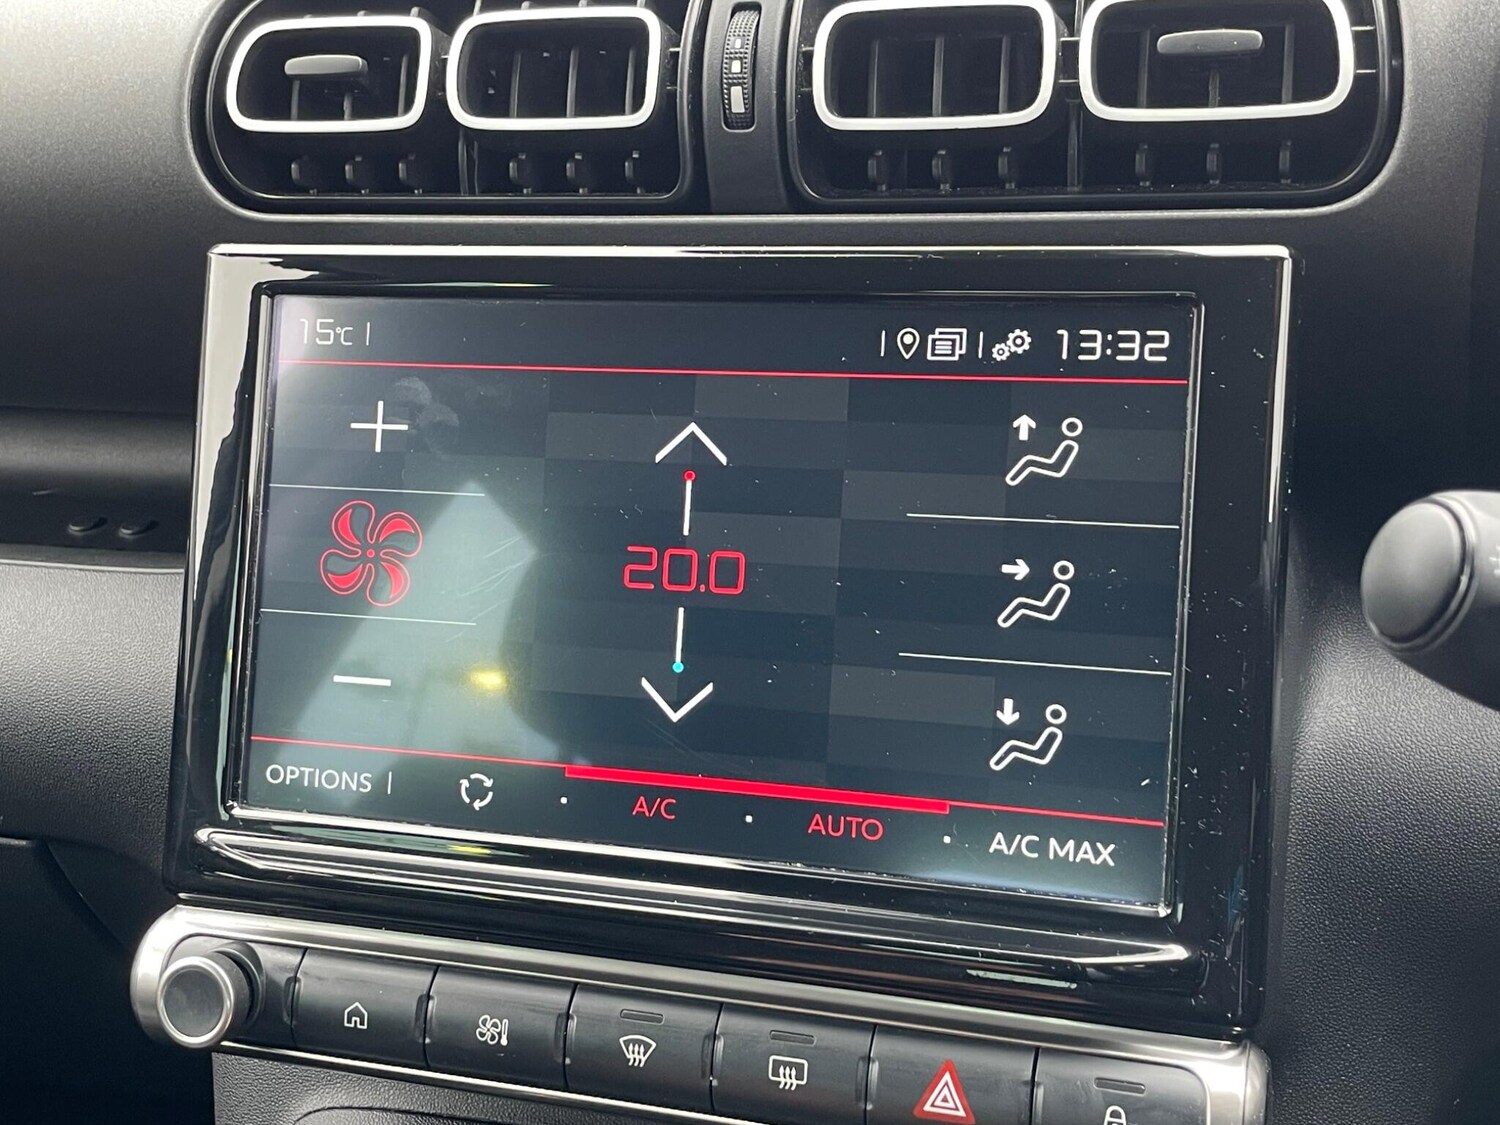 15°C
13:32
20.0
OPTIONS
A/C
AUTO
A/C MAX